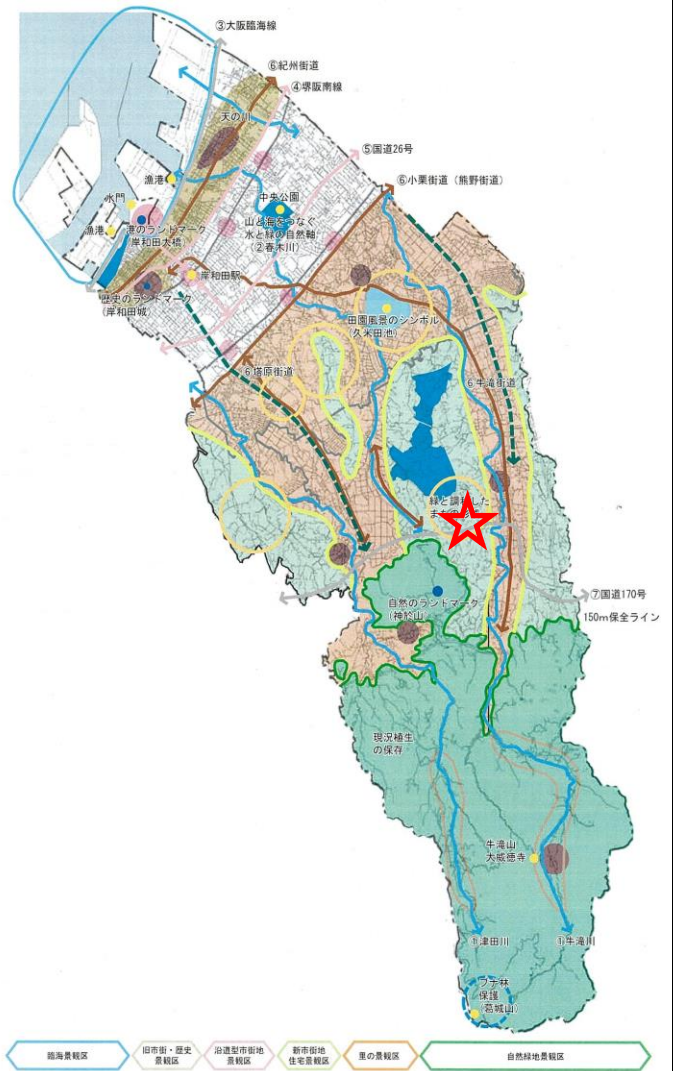 ③大阪臨海線
⑥紀州街道
④堺阪南線
天の川
⑤国道26号
漁港
⑥小栗街道（熊野街道）
水門
中央公園
山と海をつなぐ
水と緑の自然軸
（②春木川）
漁港
港のランドマーク
（岸和田大橋）
岸和田駅
歴史のランドマーク
（岸和田城）
田園風景のシンボル
（久米田池）
⑥塔原街道
⑥牛滝街道
緑と調和した
⑦国道170号
自然のランドマーク
（神於山）
150m保全ライン
現況植生
の保存
牛滝山
大威徳寺
①津田川
①牛滝川
ブナ林
保護
（葛城山）
臨海景観区
旧市街・歴史
景観区
沿道型市街地
景観区
新市街地
住宅景観区
里の景観区
自然緑地景観区